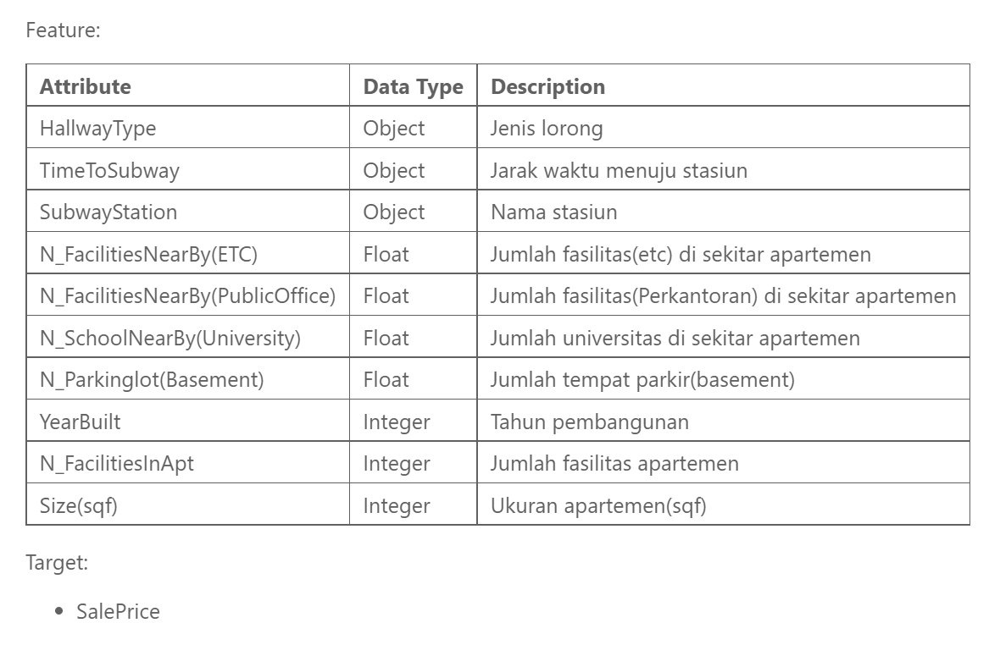 Feature:
Attribute Data Type Description
HallwayType Object Jenis lorong
TimeToSubway Object Jarak waktu menuju stasiun
SubwayStation Object Nama stasiun
N_FacilitiesNearBy(ETC) Float Jumlah fasilitas(etc) di sekitar apartemen
N_FacilitiesNearBy(PublicOffice) Float Jumlah fasilitas(Perkantoran) di sekitar apartemen
N_SchoolNearBy(University) Float Jumlah universitas di sekitar apartemen
N_Parkinglot(Basement) Float Jumlah tempat parkir(basement)
YearBuilt Integer Tahun pembangunan
N_FacilitiesInApt Integer Jumlah fasilitas apartemen
Size(sqf) Integer Ukuran apartemen(sqf)
Target:
• SalePrice